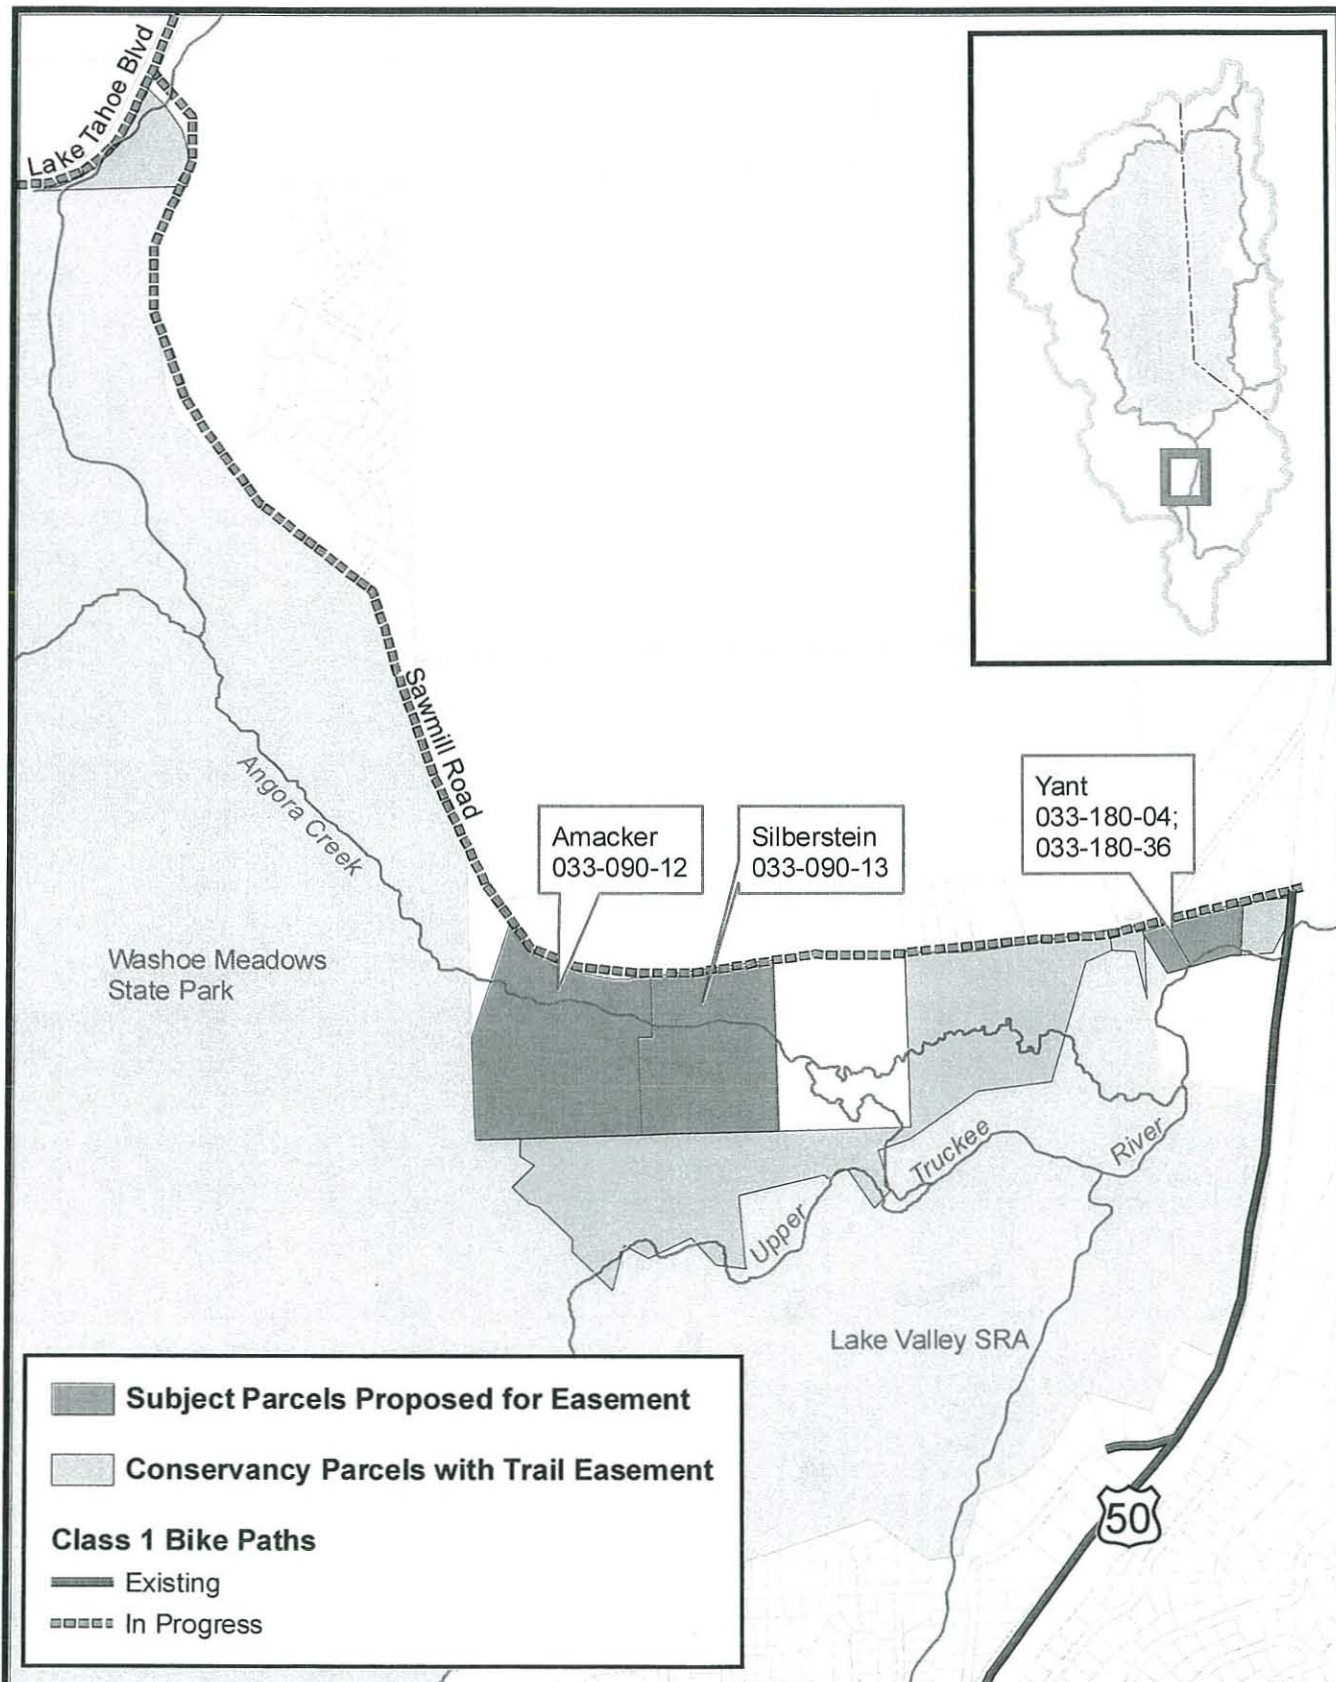 Lake Tahoe Blvd
Sawmill Road
Angora Creek
Washoe Meadows
State Park
Amacker
033-090-12
Silberstein
033-090-13
Yant
033-180-04;
033-180-36
Upper
Truckee
River
Lake Valley SRA
50
Subject Parcels Proposed for Easement
Conservancy Parcels with Trail Easement
Class 1 Bike Paths
Existing
In Progress